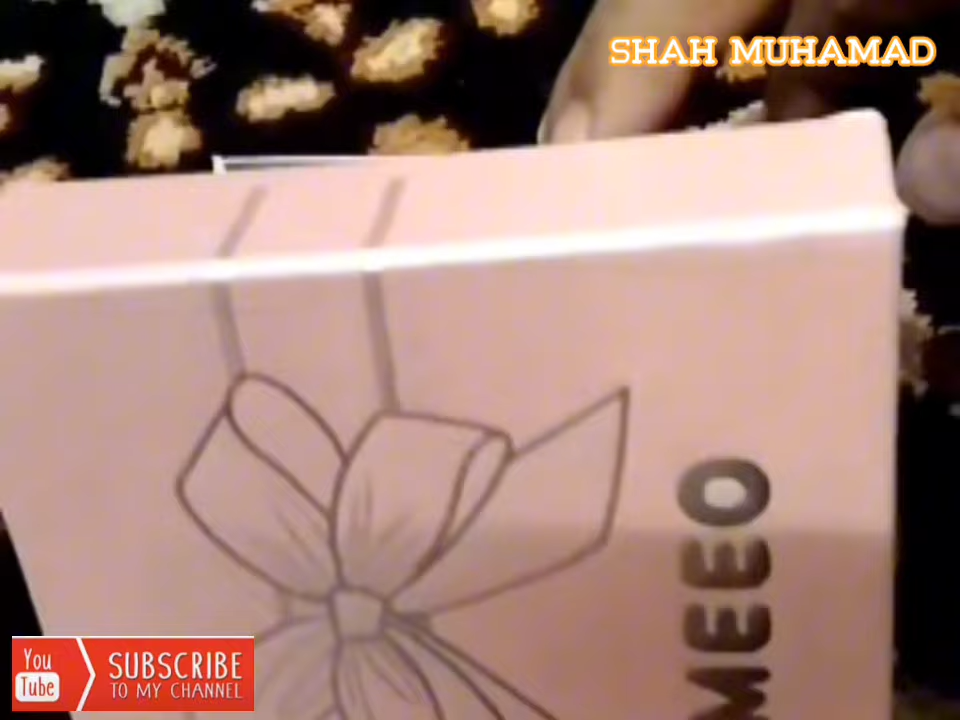 SHAH MUHAMAD
MEEO
You
Tube
SUBSCRIBE
TO MY CHANNEL